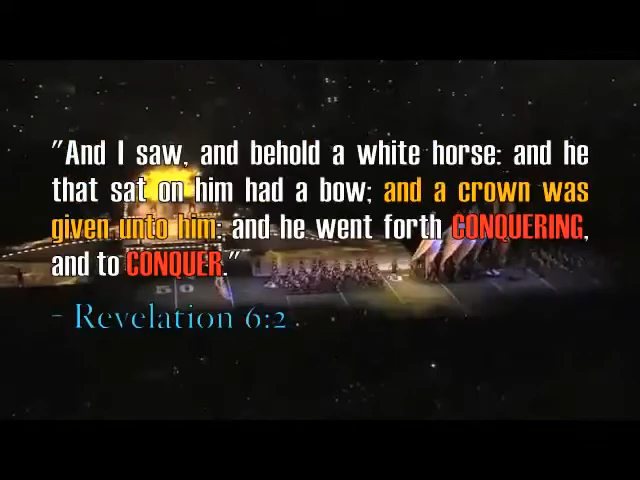 "And I saw, and behold a white horse: and he
that sat on him had a bow; and a crown was
given unto him: and he went forth CONQUERING,
and to CONQUER."
- Revelation 6:2
50